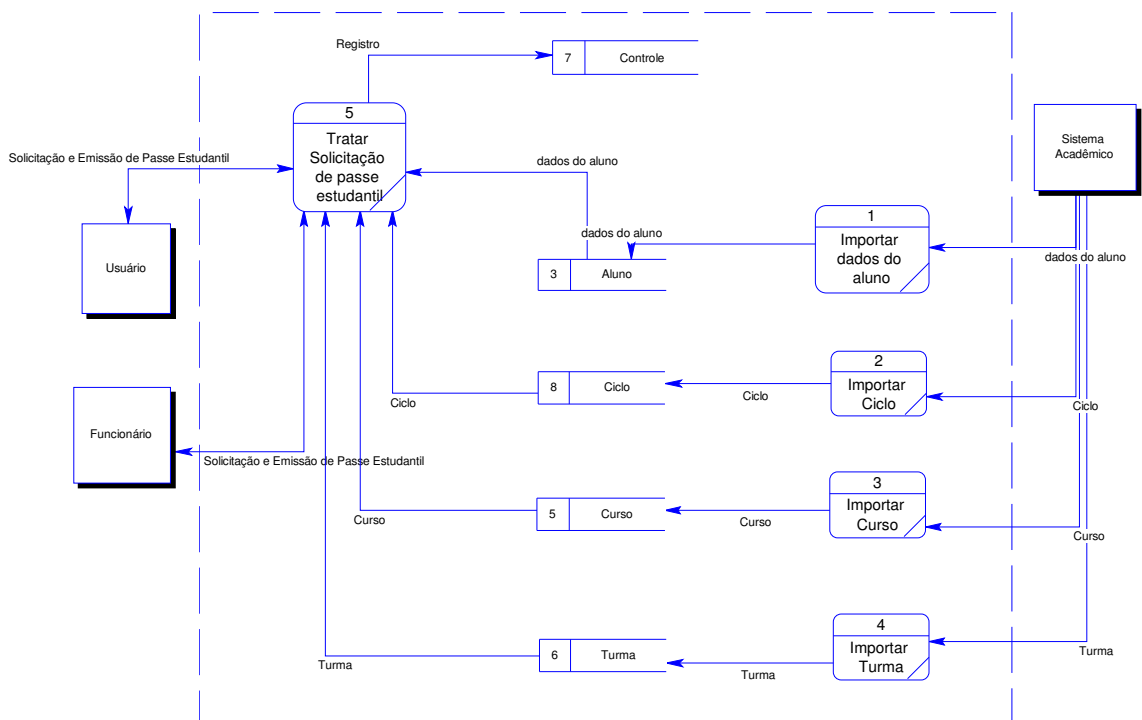 Registro
7
Controle
5
Tratar
Solicitação
de passe
estudantil
Sistema
Acadêmico
Solicitação e Emissão de Passe Estudantil
dados do aluno
1
Importar
dados do
aluno
dados do aluno
dados do aluno
Usuário
3
Aluno
2
Importar
Ciclo
8
Ciclo
Ciclo
Ciclo
Ciclo
Funcionário
Solicitação e Emissão de Passe Estudantil
3
Importar
Curso
5
Curso
Curso
Curso
Curso
4
Importar
Turma
6
Turma
Turma
Turma
Turma